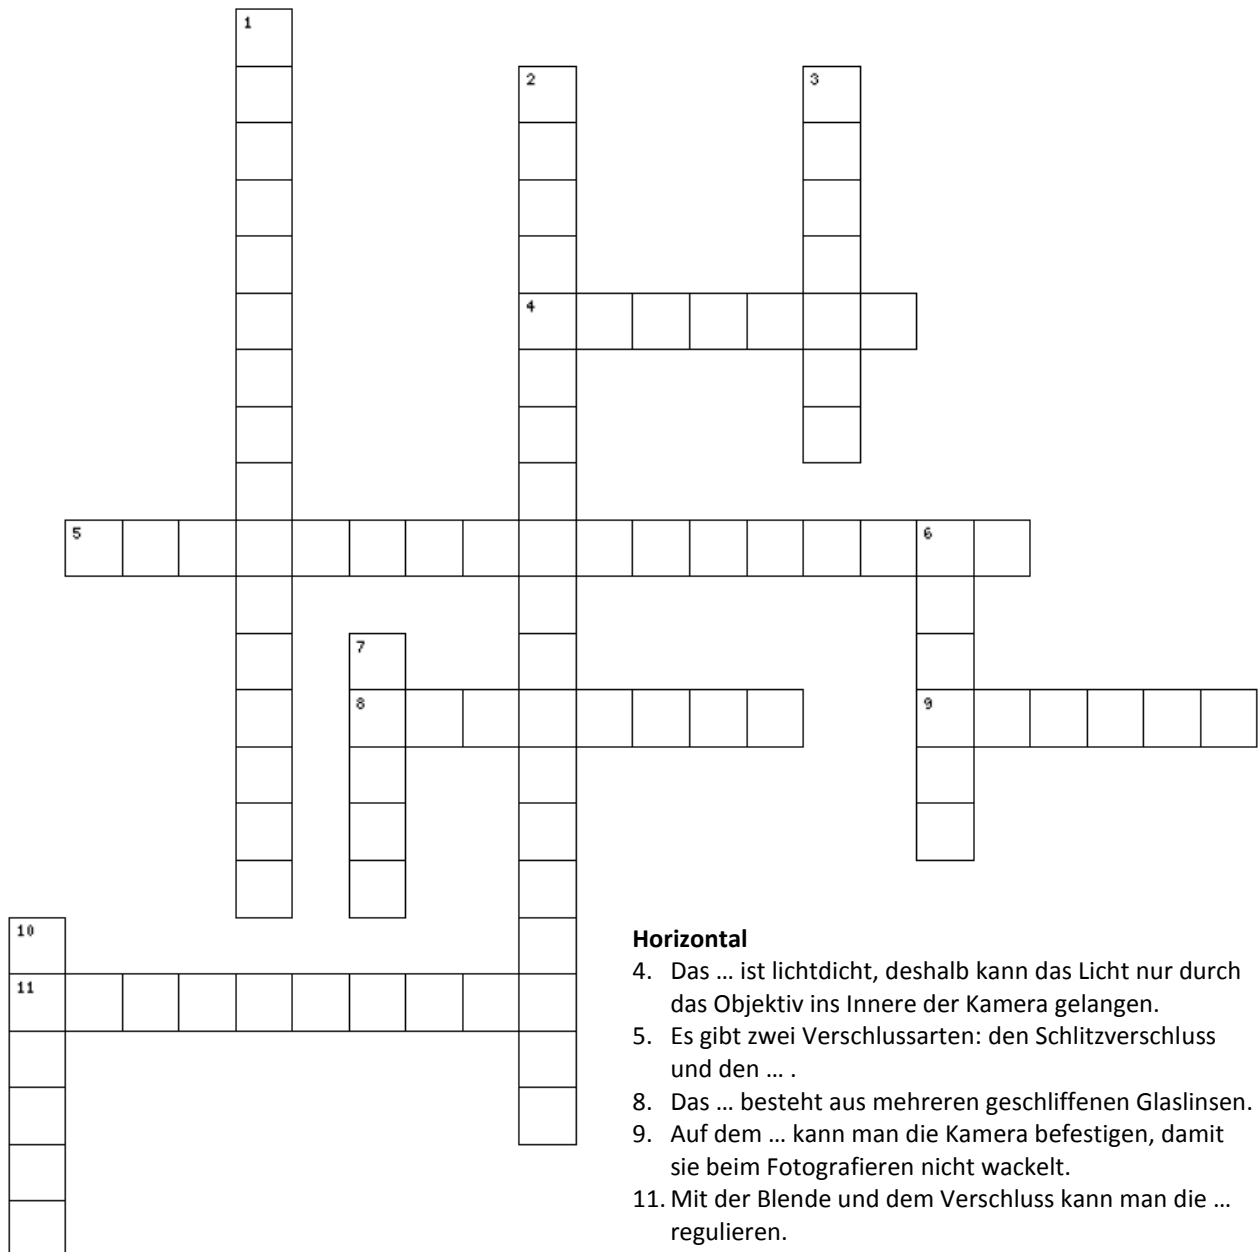 1
2 3
4
5 6
7
8 9
10
11
Horizontal
4. Das ... ist lichtdicht, deshalb kann das Licht nur durch
das Objektiv ins Innere der Kamera gelangen.
5. Es gibt zwei Verschlussarten: den Schlitzverschluss
und den ... .
8. Das ... besteht aus mehreren geschliffenen Glaslinsen.
9. Auf dem ... kann man die Kamera befestigen, damit
sie beim Fotografieren nicht wackelt.
11. Mit der Blende und dem Verschluss kann man die ...
regulieren.